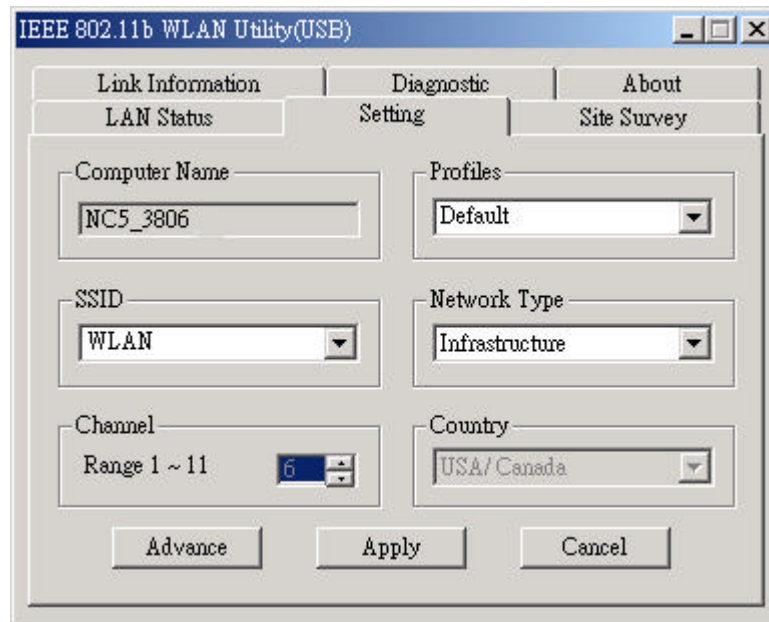 IEEE 802.11b WLAN Utility(USB)
Link Information
Diagnostic
About
LAN Status
Setting
Site Survey
Computer Name
NC5_3806
Profiles
Default
SSID
WLAN
Network Type
Infrastructure
Channel
Range 1 ~ 11
6
Country
USA/Canada
Advance
Apply
Cancel